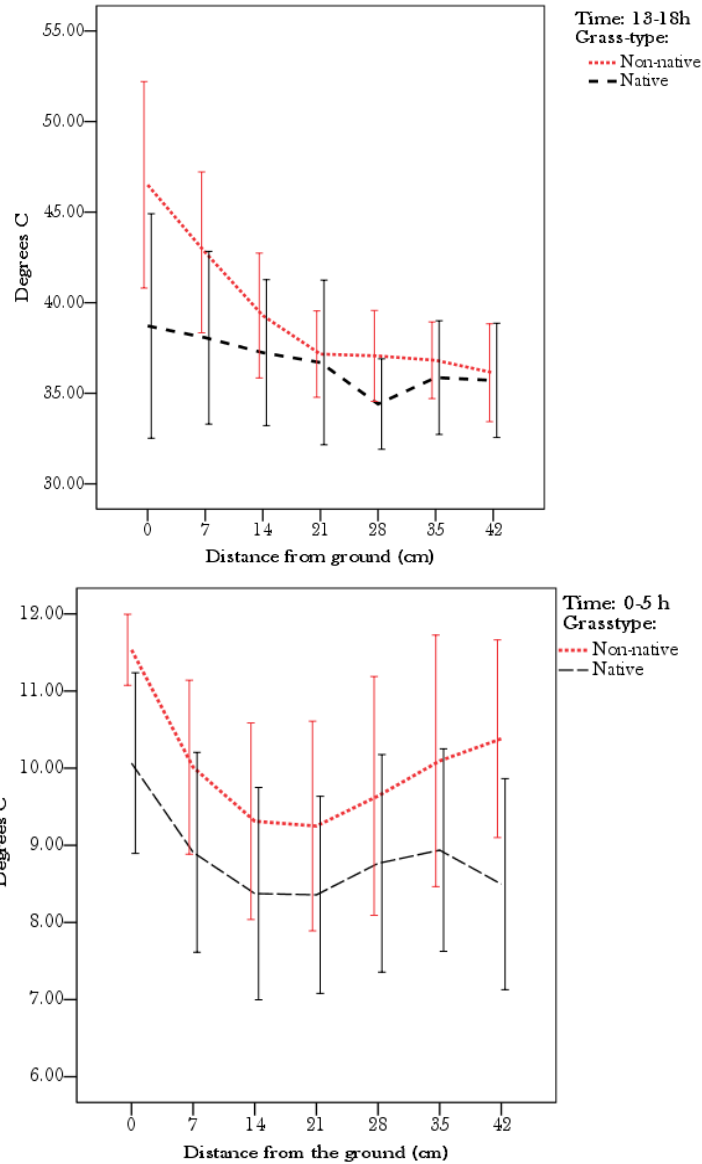 Time: 13-18h
Grass-type:
Non-native
Native
55.00
50.00
45.00
40.00
35.00
30.00
Degrees C
0 7 14 21 28 35 42
Distance from ground (cm)
Time: 0-5 h
Grasstype:
Non-native
Native
12.00
11.00
10.00
9.00
8.00
7.00
6.00
Degrees C
0 7 14 21 28 35 42
Distance from the ground (cm)